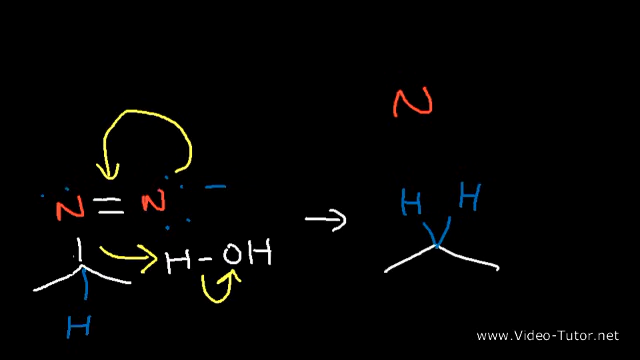 N
N = N -
H H
H - OH →
H
www.Video-Tutor.net